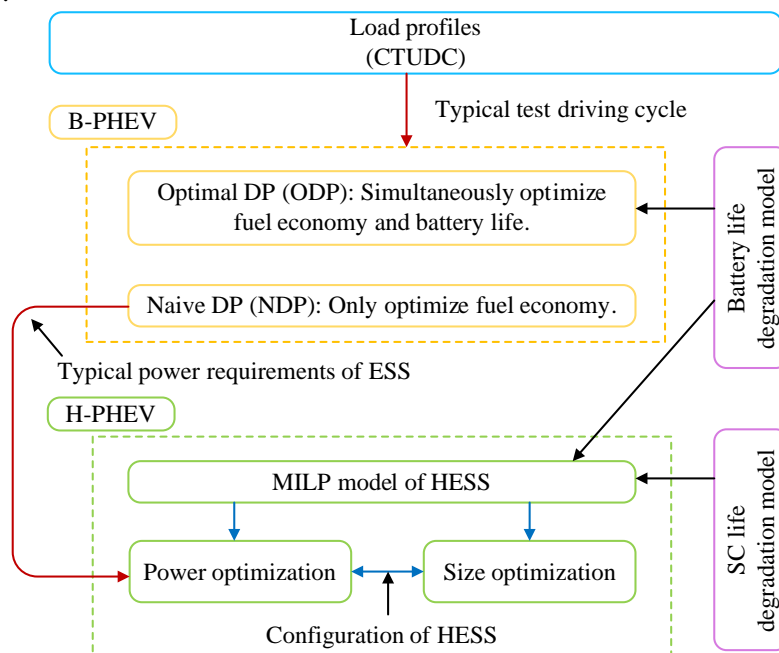 Load profiles
(CTUDC)
Typical test driving cycle
B-PHEV
Optimal DP (ODP): Simultaneously optimize
fuel economy and battery life.
Naive DP (NDP): Only optimize fuel economy.
Battery life
degradation model
Typical power requirements of ESS
H-PHEV
MILP model of HESS
Power optimization
Size optimization
Configuration of HESS
SC life
degradation model